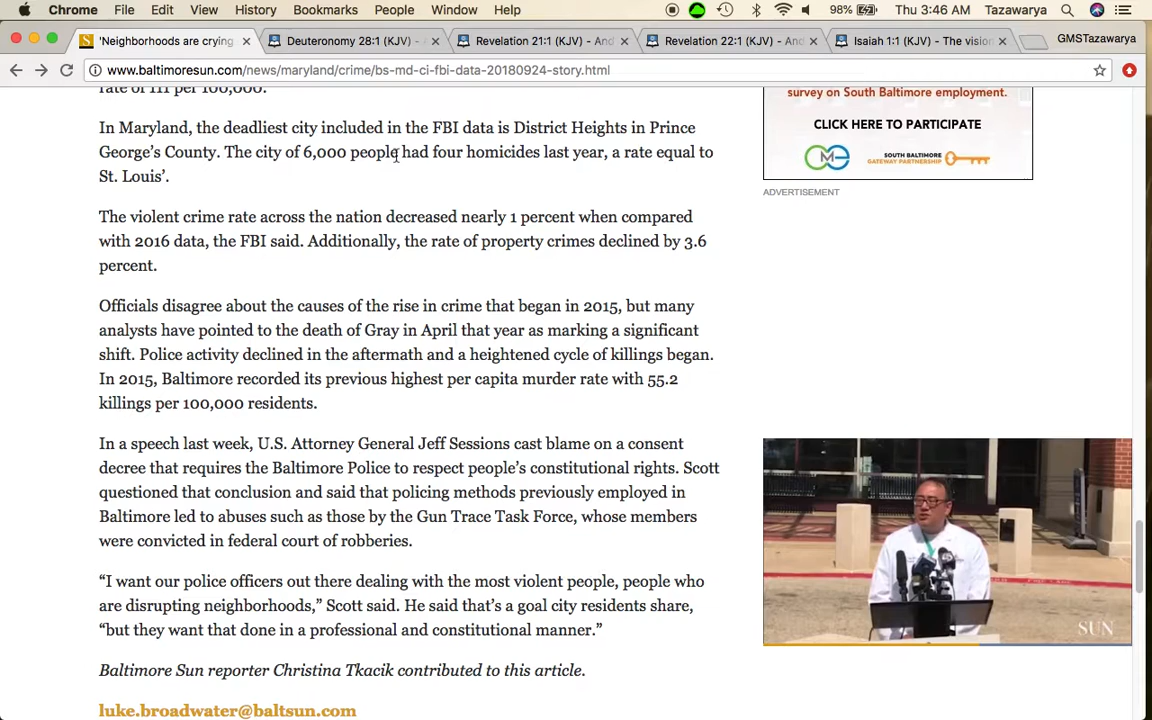 Chrome File Edit View History Bookmarks People Window Help 98% Thu 3:46 AM Tazawarya
'Neighborhoods are crying Deuteronomy 28:1 (KJV) - Revelation 21:1 (KJV) - And Revelation 22:1 (KJV) - And Isaiah 1:1 (KJV) - The vision GMSTazawarya
www.baltimoresun.com/news/maryland/crime/bs-md-ci-fbi-data-20180924-story.html
rate of 111 per 100,000.
In Maryland, the deadliest city included in the FBI data is District Heights in Prince
George's County. The city of 6,000 people had four homicides last year, a rate equal to
St. Louis'.
The violent crime rate across the nation decreased nearly 1 percent when compared
with 2016 data, the FBI said. Additionally, the rate of property crimes declined by 3.6
percent.
Officials disagree about the causes of the rise in crime that began in 2015, but many
analysts have pointed to the death of Gray in April that year as marking a significant
shift. Police activity declined in the aftermath and a heightened cycle of killings began.
In 2015, Baltimore recorded its previous highest per capita murder rate with 55.2
killings per 100,000 residents.
In a speech last week, U.S. Attorney General Jeff Sessions cast blame on a consent
decree that requires the Baltimore Police to respect people's constitutional rights. Scott
questioned that conclusion and said that policing methods previously employed in
Baltimore led to abuses such as those by the Gun Trace Task Force, whose members
were convicted in federal court of robberies.
“I want our police officers out there dealing with the most violent people, people who
are disrupting neighborhoods,” Scott said. He said that's a goal city residents share,
“but they want that done in a professional and constitutional manner.”
Baltimore Sun reporter Christina Tkacik contributed to this article.
luke.broadwater@baltsun.com
survey on South Baltimore employment.
CLICK HERE TO PARTICIPATE
SOUTH BALTIMORE
GATEWAY PARTNERSHIP
ADVERTISEMENT
SUN